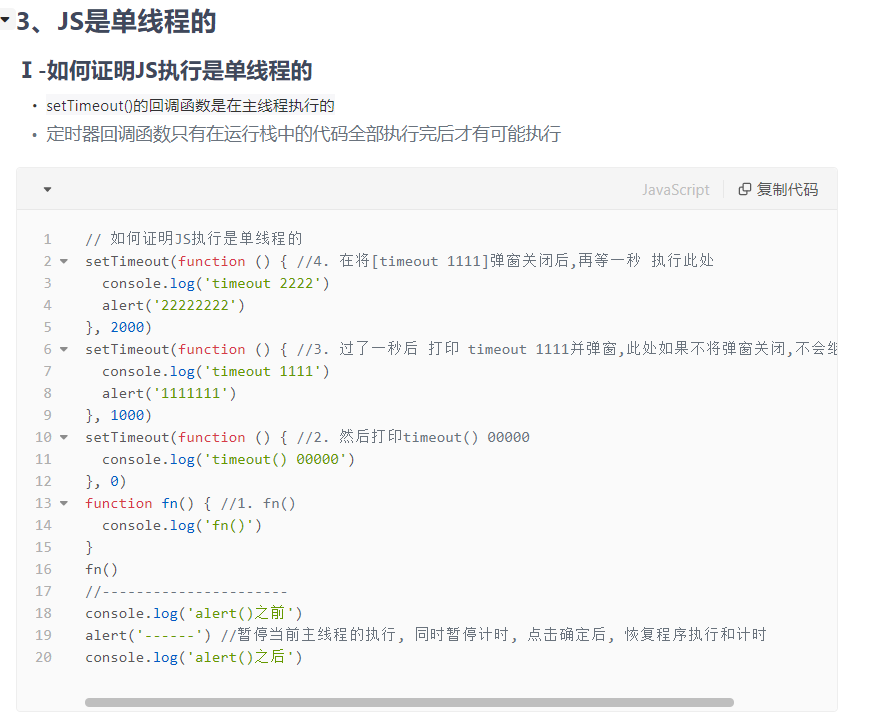 3、JS是单线程的
I -如何证明JS执行是单线程的
• setTimeout()的回调函数是在主线程执行的
• 定时器回调函数只有在运行栈中的代码全部执行完后才有可能执行
JavaScript 复制代码
1 // 如何证明JS执行是单线程的
2 setTimeout(function () { //4. 在将[timeout 1111]弹窗关闭后,再等一秒 执行此处
3 console.log('timeout 2222')
4 alert('22222222')
5 }, 2000)
6 setTimeout(function () { //3. 过了一秒后 打印 timeout 1111并弹窗,此处如果不将弹窗关闭,不会
7 console.log('timeout 1111')
8 alert('1111111')
9 }, 1000)
10 setTimeout(function () { //2. 然后打印timeout() 00000
11 console.log('timeout() 00000')
12 }, 0)
13 function fn() { //1. fn()
14 console.log('fn()')
15 }
16 fn()
17 //----------------------
18 console.log('alert()之前')
19 alert('------') //暂停当前主线程的执行, 同时暂停计时, 点击确定后, 恢复程序执行和计时
20 console.log('alert()之后')